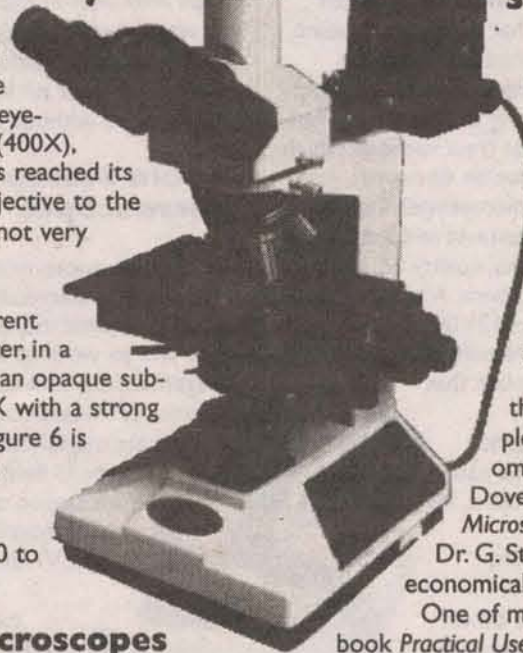 e
eye-
(400X),
s reached its
jective to the
not very
rent
er, in a
an opaque sub-
K with a strong
gure 6 is
0 to
croscopes
s
th
ple
om
Dove
Micros
Dr. G. St
economical
One of m
book Practical Use